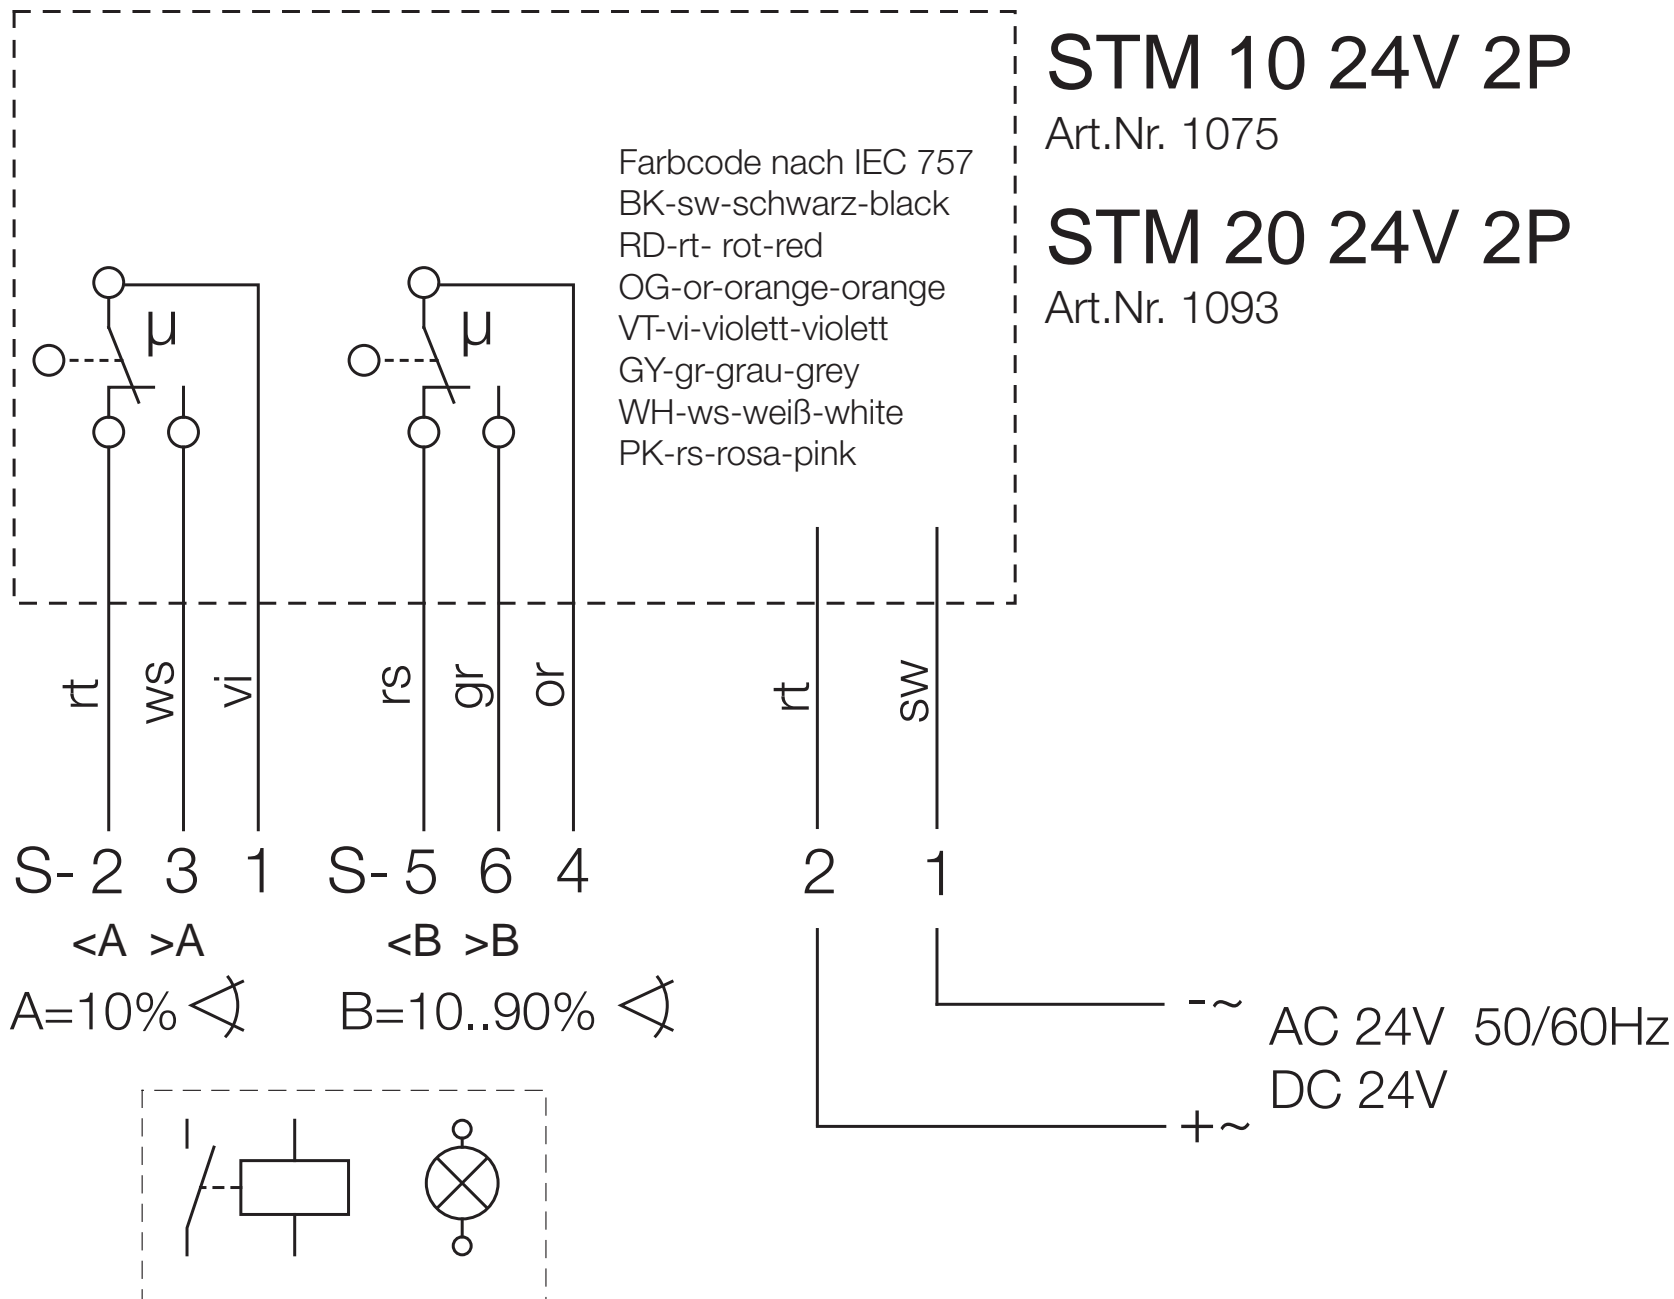 STM 10 24V 2P
Art.Nr. 1075
STM 20 24V 2P
Art.Nr. 1093
Farbcode nach IEC 757
BK-sw-schwarz-black
RD-rt- rot-red
OG-or-orange-orange
VT-vi-violett-violett
GY-gr-grau-grey
WH-ws-weiß-white
PK-rs-rosa-pink
µ µ
rt ws vi rs gr or rt sw
S- 2 3 1 S- 5 6 4 2 1
<A >A <B >B
A=10% B=10..90%
-~
AC 24V 50/60Hz
DC 24V
+~